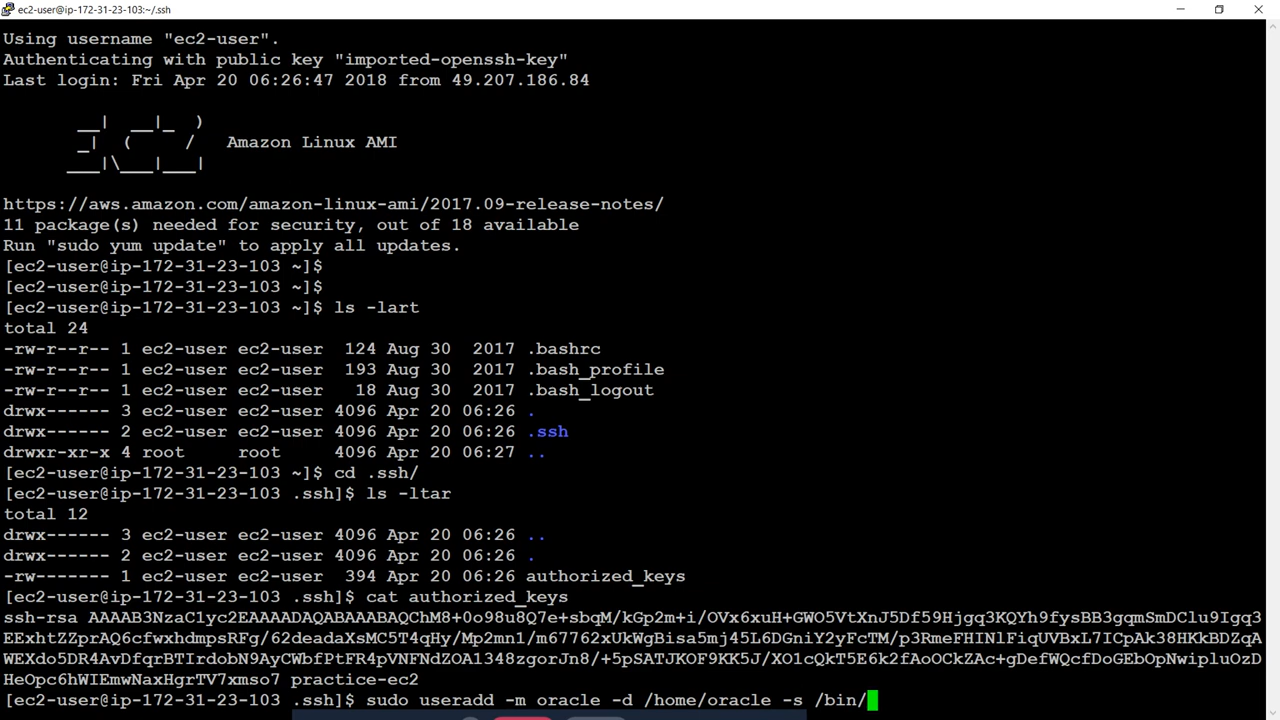 ec2-user@ip-172-31-23-103:~/.ssh
Using username "ec2-user".
Authenticating with public key "imported-openssh-key"
Last login: Fri Apr 20 06:26:47 2018 from 49.207.186.84
__|  __|_  )
_|  (     /   Amazon Linux AMI
___|\___|___|
https://aws.amazon.com/amazon-linux-ami/2017.09-release-notes/
11 package(s) needed for security, out of 18 available
Run "sudo yum update" to apply all updates.
[ec2-user@ip-172-31-23-103 ~]$
[ec2-user@ip-172-31-23-103 ~]$
[ec2-user@ip-172-31-23-103 ~]$ ls -lart
total 24
-rw-r--r-- 1 ec2-user ec2-user  124 Aug 30  2017 .bashrc
-rw-r--r-- 1 ec2-user ec2-user  193 Aug 30  2017 .bash_profile
-rw-r--r-- 1 ec2-user ec2-user   18 Aug 30  2017 .bash_logout
drwx------ 3 ec2-user ec2-user 4096 Apr 20 06:26 .
drwx------ 2 ec2-user ec2-user 4096 Apr 20 06:26 .ssh
drwxr-xr-x 4 root     root     4096 Apr 20 06:27 ..
[ec2-user@ip-172-31-23-103 ~]$ cd .ssh/
[ec2-user@ip-172-31-23-103 .ssh]$ ls -ltar
total 12
drwx------ 3 ec2-user ec2-user 4096 Apr 20 06:26 ..
drwx------ 2 ec2-user ec2-user 4096 Apr 20 06:26 .
-rw------- 1 ec2-user ec2-user  394 Apr 20 06:26 authorized_keys
[ec2-user@ip-172-31-23-103 .ssh]$ cat authorized_keys
ssh-rsa AAAAB3NzaC1yc2EAAAADAQABAAABAQChM8+0o98u8Q7e+sbqM/kGp2m+i/OVx6xuH+GWO5VtXnJ5Df59Hjgq3KQYh9fysBB3gqmSmDClu9Igq3
EExhtZZprAQ6cfwxhdmpsRFg/62deadaXsMC5T4qHy/Mp2mn1/m67762xUkWgBisa5mj45L6DGniY2yFcTM/p3RmeFHINlFiqUVBxL7ICpAk38HKkBDZqA
WEXdo5DR4AvDfqrBTIrdobN9AyCWbfPtFR4pVNFNdZOAl348zgorJn8/+5pSATJKOF9KK5J/XO1cQkT5E6k2fAoOCkZAc+gDefWQcfDoGEbOpNwipluOzD
HeOpc6hWIEmwNaxHgrTV7xmso7 practice-ec2
[ec2-user@ip-172-31-23-103 .ssh]$ sudo useradd -m oracle -d /home/oracle -s /bin/